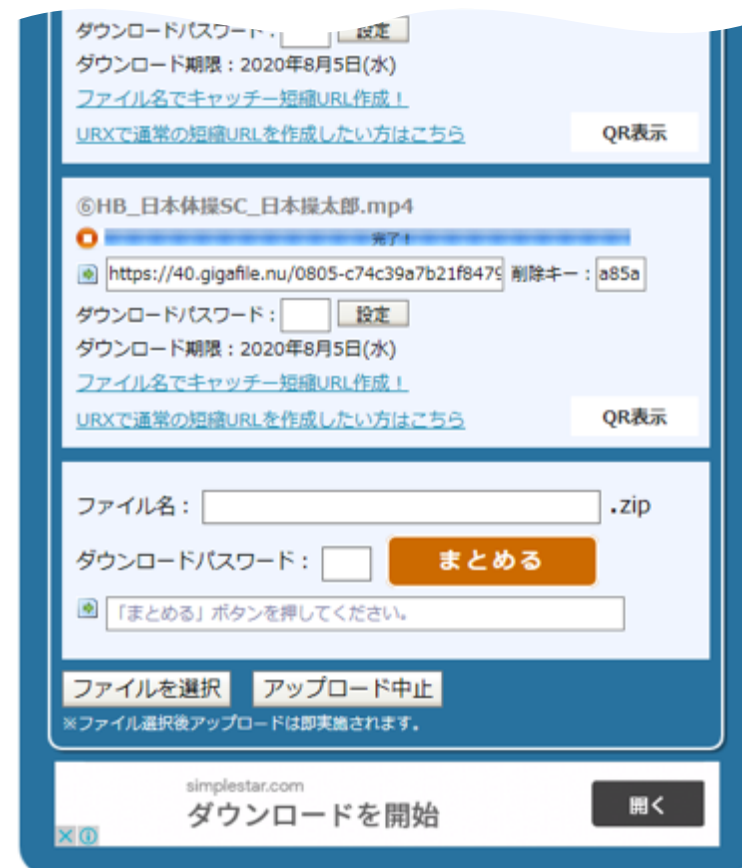 ダウンロードパスワード： 設定
ダウンロード期限：2020年8月5日(水)
ファイル名でキャッチー短縮URL作成！
URXで通常の短縮URLを作成したい方はこちら QR表示
⑥HB_日本体操SC_日本操太郎.mp4
完了！
https://40.gigafile.nu/0805-c74c39a7b21f8479 削除キー：a85a
ダウンロードパスワード： 設定
ダウンロード期限：2020年8月5日(水)
ファイル名でキャッチー短縮URL作成！
URXで通常の短縮URLを作成したい方はこちら QR表示
ファイル名： .zip
ダウンロードパスワード： まとめる
「まとめる」ボタンを押してください。
ファイルを選択 アップロード中止
※ファイル選択後アップロードは即実施されます。
simplestar.com
ダウンロードを開始 開く